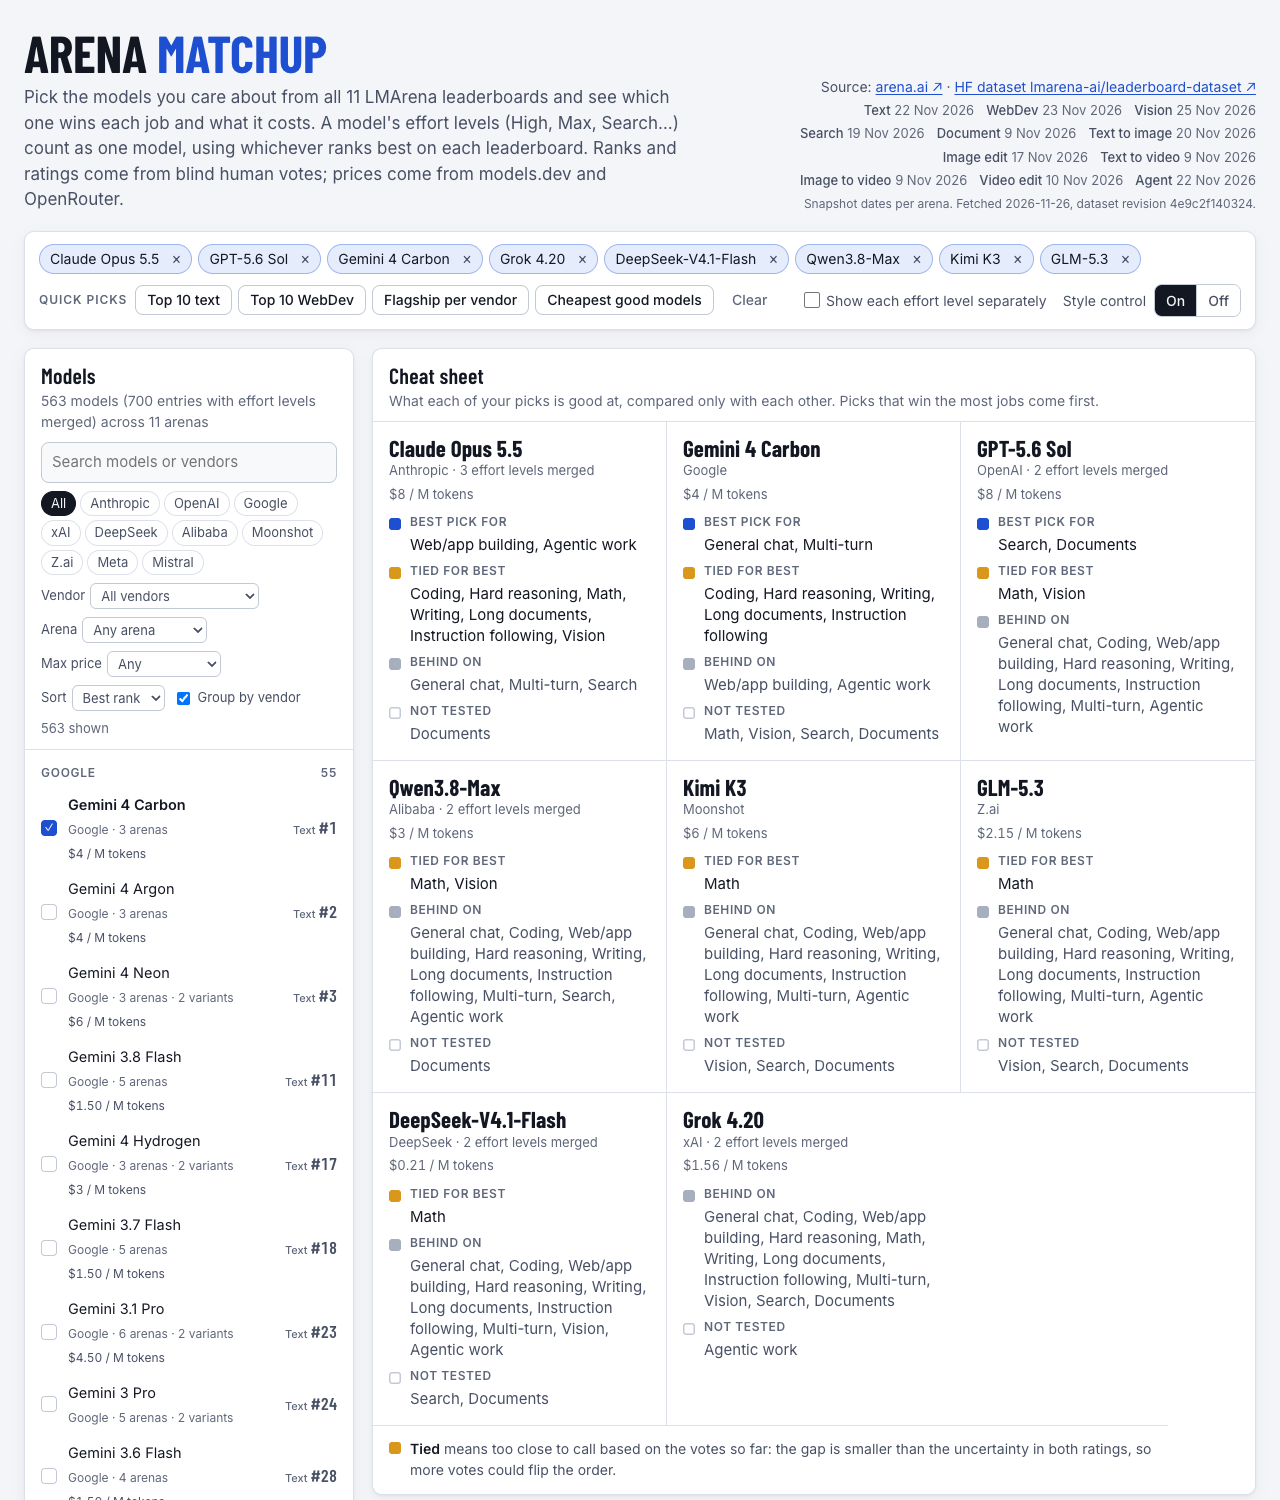 ARENA MATCHUP
Pick the models you care about from all 11 LMArena leaderboards and see which
one wins each job and what it costs. A model's effort levels (High, Max, Search...)
count as one model, using whichever ranks best on each leaderboard. Ranks and
ratings come from blind human votes; prices come from models.dev and
OpenRouter.
Source: arena.ai ↗ · HF dataset lmarena-ai/leaderboard-dataset ↗
Text 22 Nov 2026 WebDev 23 Nov 2026 Vision 25 Nov 2026
Search 19 Nov 2026 Document 9 Nov 2026 Text to image 20 Nov 2026
Image edit 17 Nov 2026 Text to video 9 Nov 2026
Image to video 9 Nov 2026 Video edit 10 Nov 2026 Agent 22 Nov 2026
Snapshot dates per arena. Fetched 2026-11-26, dataset revision 4e9c2f140324.
Claude Opus 5.5 × GPT-5.6 Sol × Gemini 4 Carbon × Grok 4.20 × DeepSeek-V4.1-Flash × Qwen3.8-Max × Kimi K3 × GLM-5.3 ×
QUICK PICKS Top 10 text Top 10 WebDev Flagship per vendor Cheapest good models Clear Show each effort level separately Style control On Off
Models
563 models (700 entries with effort levels
merged) across 11 arenas
Search models or vendors
All Anthropic OpenAI Google
xAI DeepSeek Alibaba Moonshot
Z.ai Meta Mistral
Vendor All vendors
Arena Any arena
Max price Any
Sort Best rank Group by vendor
563 shown
GOOGLE 55
Gemini 4 Carbon
Google · 3 arenas Text #1
$4 / M tokens
Gemini 4 Argon
Google · 3 arenas Text #2
$4 / M tokens
Gemini 4 Neon
Google · 3 arenas · 2 variants Text #3
$6 / M tokens
Gemini 3.8 Flash
Google · 5 arenas Text #11
$1.50 / M tokens
Gemini 4 Hydrogen
Google · 3 arenas · 2 variants Text #17
$3 / M tokens
Gemini 3.7 Flash
Google · 5 arenas Text #18
$1.50 / M tokens
Gemini 3.1 Pro
Google · 6 arenas · 2 variants Text #23
$4.50 / M tokens
Gemini 3 Pro
Google · 5 arenas · 2 variants Text #24
Gemini 3.6 Flash
Google · 4 arenas Text #28
$1.50 / M tokens
Cheat sheet
What each of your picks is good at, compared only with each other. Picks that win the most jobs come first.
Claude Opus 5.5
Anthropic · 3 effort levels merged
$8 / M tokens
BEST PICK FOR
Web/app building, Agentic work
TIED FOR BEST
Coding, Hard reasoning, Math,
Writing, Long documents,
Instruction following, Vision
BEHIND ON
General chat, Multi-turn, Search
NOT TESTED
Documents
Gemini 4 Carbon
Google
$4 / M tokens
BEST PICK FOR
General chat, Multi-turn
TIED FOR BEST
Coding, Hard reasoning, Writing,
Long documents, Instruction
following
BEHIND ON
Web/app building, Agentic work
NOT TESTED
Math, Vision, Search, Documents
GPT-5.6 Sol
OpenAI · 2 effort levels merged
$8 / M tokens
BEST PICK FOR
Search, Documents
TIED FOR BEST
Math, Vision
BEHIND ON
General chat, Coding, Web/app
building, Hard reasoning, Writing,
Long documents, Instruction
following, Multi-turn, Agentic
work
Qwen3.8-Max
Alibaba · 2 effort levels merged
$3 / M tokens
TIED FOR BEST
Math, Vision
BEHIND ON
General chat, Coding, Web/app
building, Hard reasoning, Writing,
Long documents, Instruction
following, Multi-turn, Search,
Agentic work
NOT TESTED
Documents
Kimi K3
Moonshot
$6 / M tokens
TIED FOR BEST
Math
BEHIND ON
General chat, Coding, Web/app
building, Hard reasoning, Writing,
Long documents, Instruction
following, Multi-turn, Agentic
work
NOT TESTED
Vision, Search, Documents
GLM-5.3
Z.ai
$2.15 / M tokens
TIED FOR BEST
Math
BEHIND ON
General chat, Coding, Web/app
building, Hard reasoning, Writing,
Long documents, Instruction
following, Multi-turn, Agentic
work
NOT TESTED
Vision, Search, Documents
DeepSeek-V4.1-Flash
DeepSeek · 2 effort levels merged
$0.21 / M tokens
TIED FOR BEST
Math
BEHIND ON
General chat, Coding, Web/app
building, Hard reasoning, Writing,
Long documents, Instruction
following, Multi-turn, Vision,
Agentic work
NOT TESTED
Search, Documents
Grok 4.20
xAI · 2 effort levels merged
$1.56 / M tokens
BEHIND ON
General chat, Coding, Web/app
building, Hard reasoning, Math,
Writing, Long documents,
Instruction following, Multi-turn,
Vision, Search, Documents
NOT TESTED
Agentic work
Tied means too close to call based on the votes so far: the gap is smaller than the uncertainty in both ratings, so
more votes could flip the order.